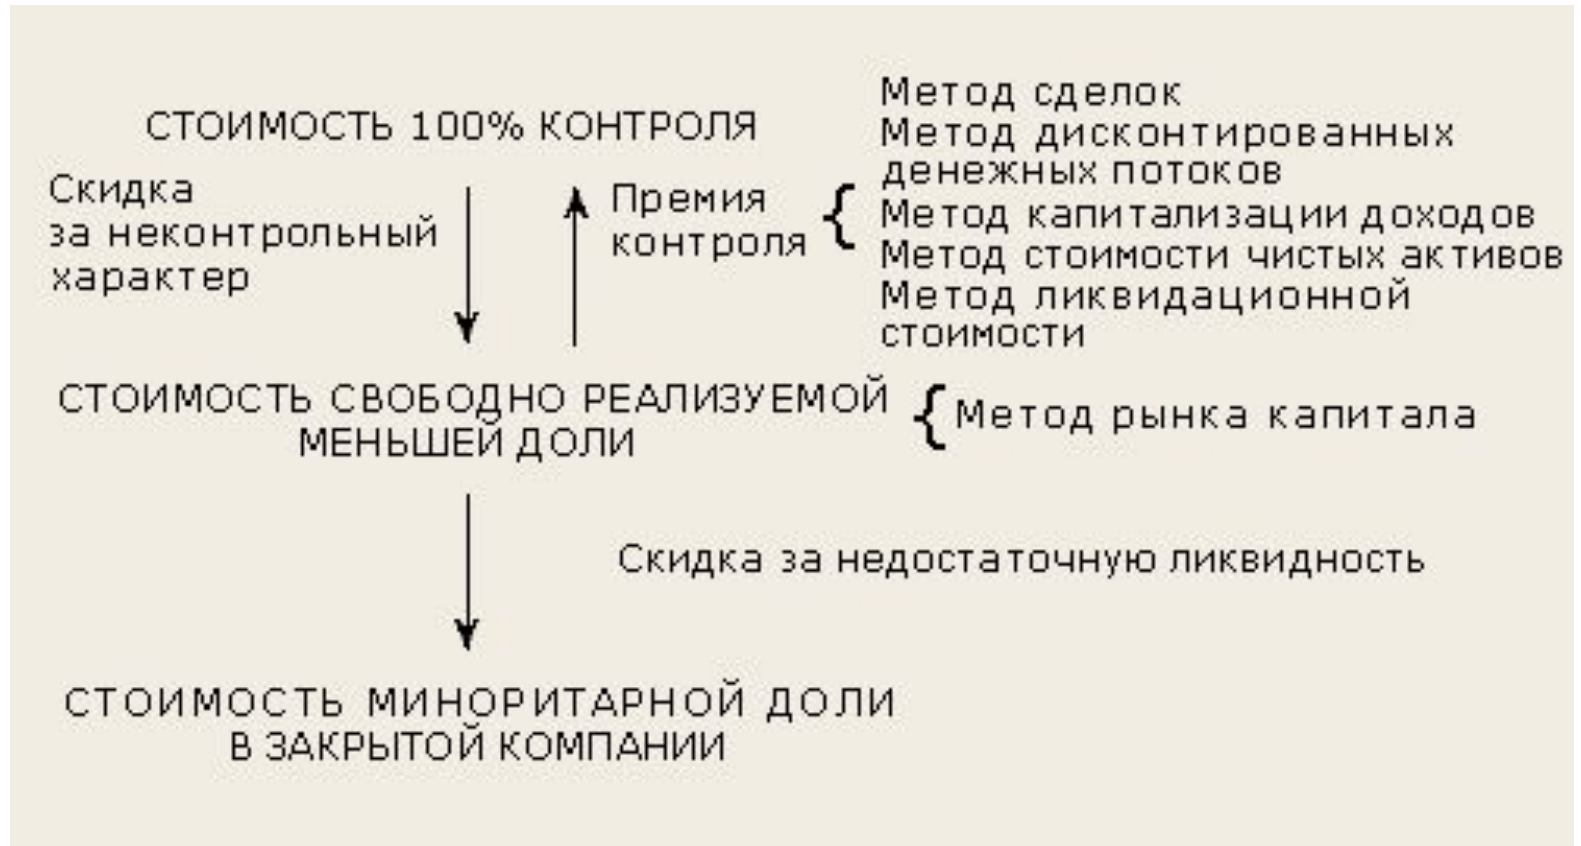 СТОИМОСТЬ 100% КОНТРОЛЯ
Скидка
за неконтрольный
характер
Премия
контроля
{
Метод сделок
Метод дисконтированных
денежных потоков
Метод капитализации доходов
Метод стоимости чистых активов
Метод ликвидационной
стоимости
СТОИМОСТЬ СВОБОДНО РЕАЛИЗУЕМОЙ
МЕНЬШЕЙ ДОЛИ
{ Метод рынка капитала
Скидка за недостаточную ликвидность
СТОИМОСТЬ МИНОРИТАРНОЙ ДОЛИ
В ЗАКРЫТОЙ КОМПАНИИ